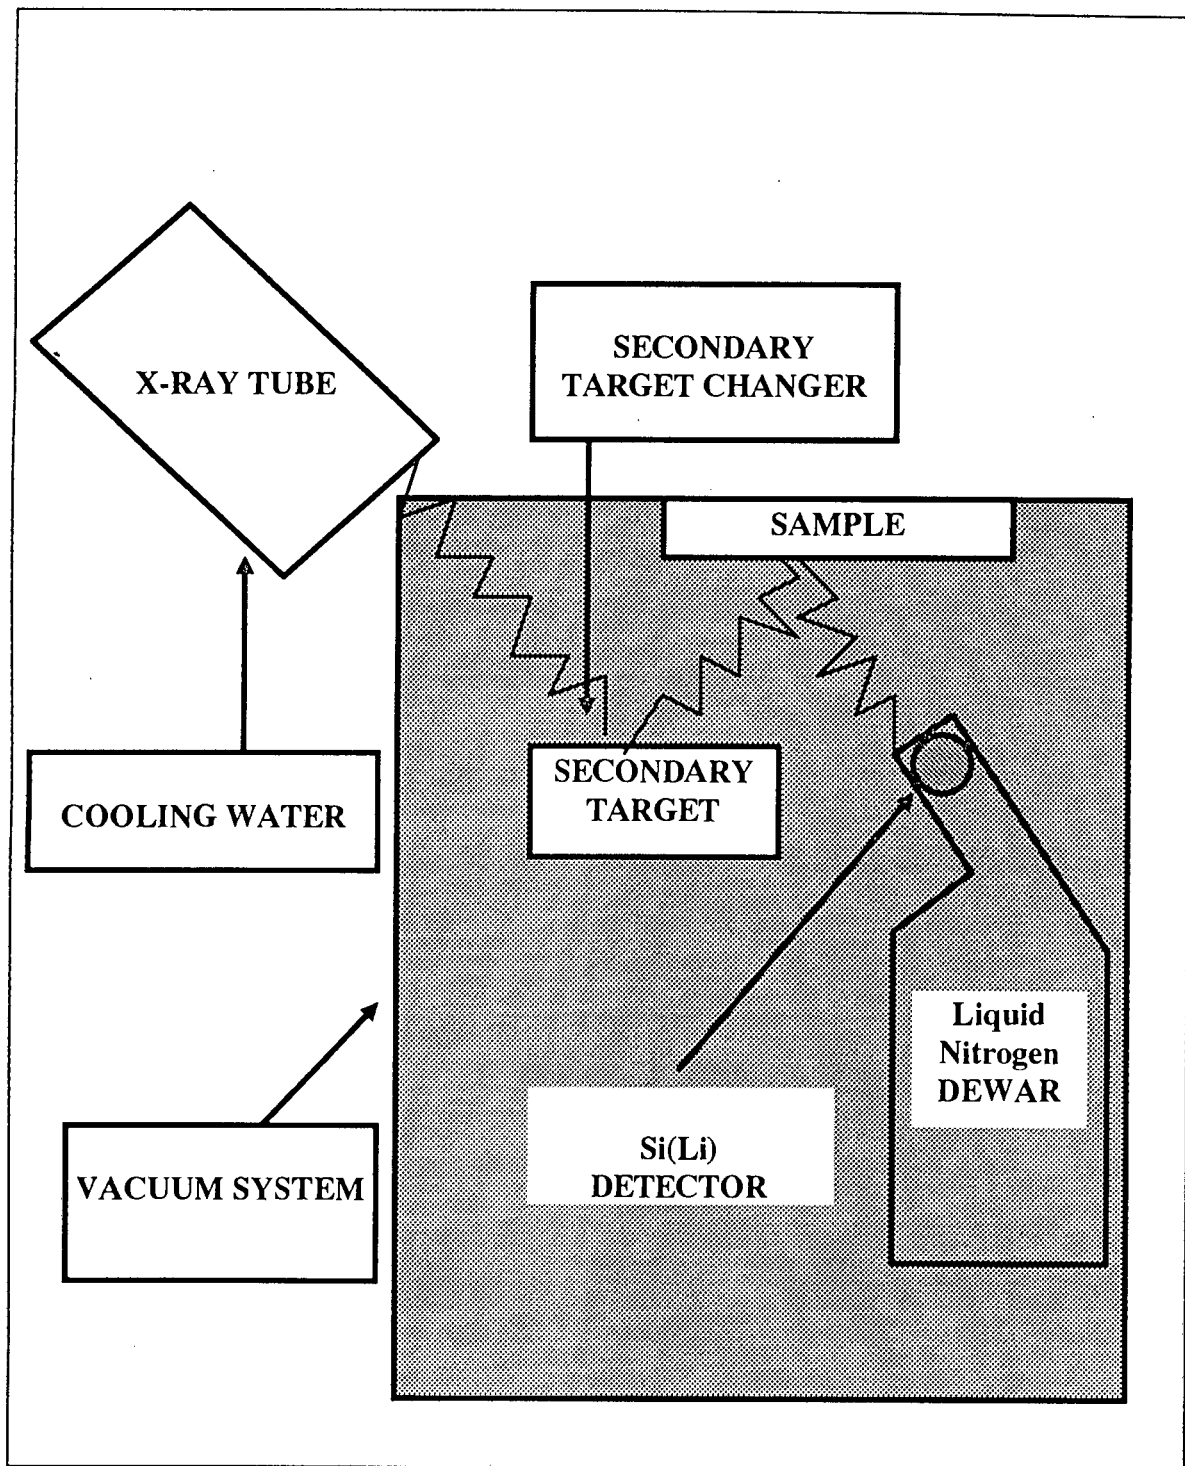 X-RAY TUBE
SECONDARY
TARGET CHANGER
SAMPLE
SECONDARY
TARGET
COOLING WATER
Liquid
Nitrogen
DEWAR
Si(Li)
DETECTOR
VACUUM SYSTEM